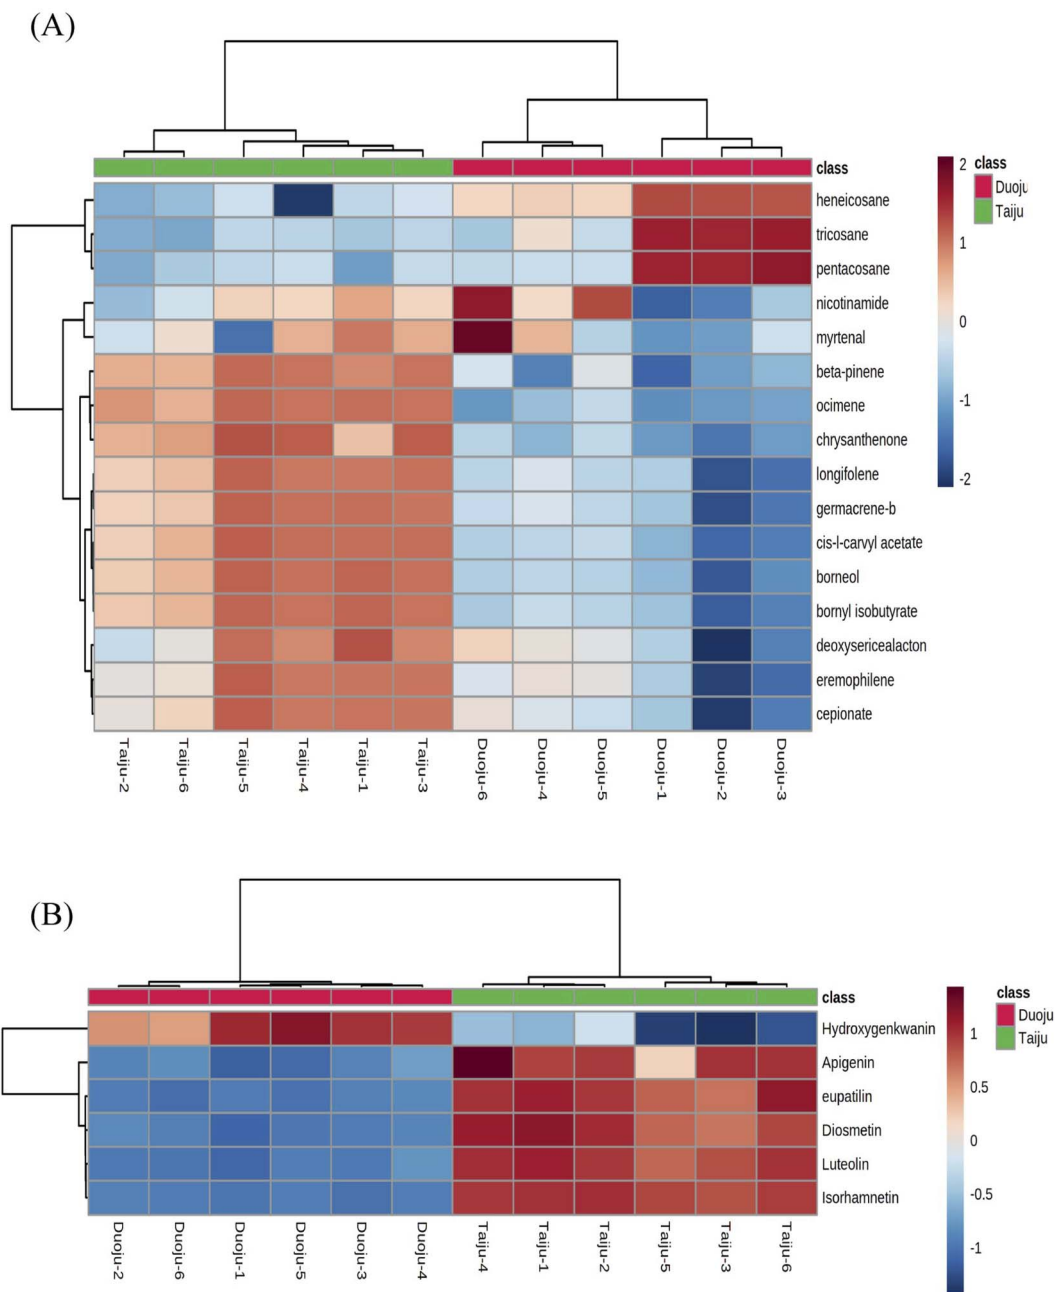 (A)
class
heneicosane
tricosane
pentacosane
nicotinamide
myrtenal
beta-pinene
ocimene
chrysanthenone
longifolene
germacrene-b
cis-l-carvyl acetate
borneol
bornyl isobutyrate
deoxysericealacton
eremophilene
cepionate
2
1
0
-1
-2
class
Duoju
Taiju
Taiju-2
Taiju-6
Taiju-5
Taiju-4
Taiju-1
Taiju-3
Duoju-6
Duoju-4
Duoju-5
Duoju-1
Duoju-2
Duoju-3
(B)
class
Hydroxygenkwanin
Apigenin
eupatilin
Diosmetin
Luteolin
Isorhamnetin
1
0.5
0
-0.5
-1
class
Duoju
Taiju
Duoju-2
Duoju-6
Duoju-1
Duoju-5
Duoju-3
Duoju-4
Taiju-4
Taiju-1
Taiju-2
Taiju-5
Taiju-3
Taiju-6